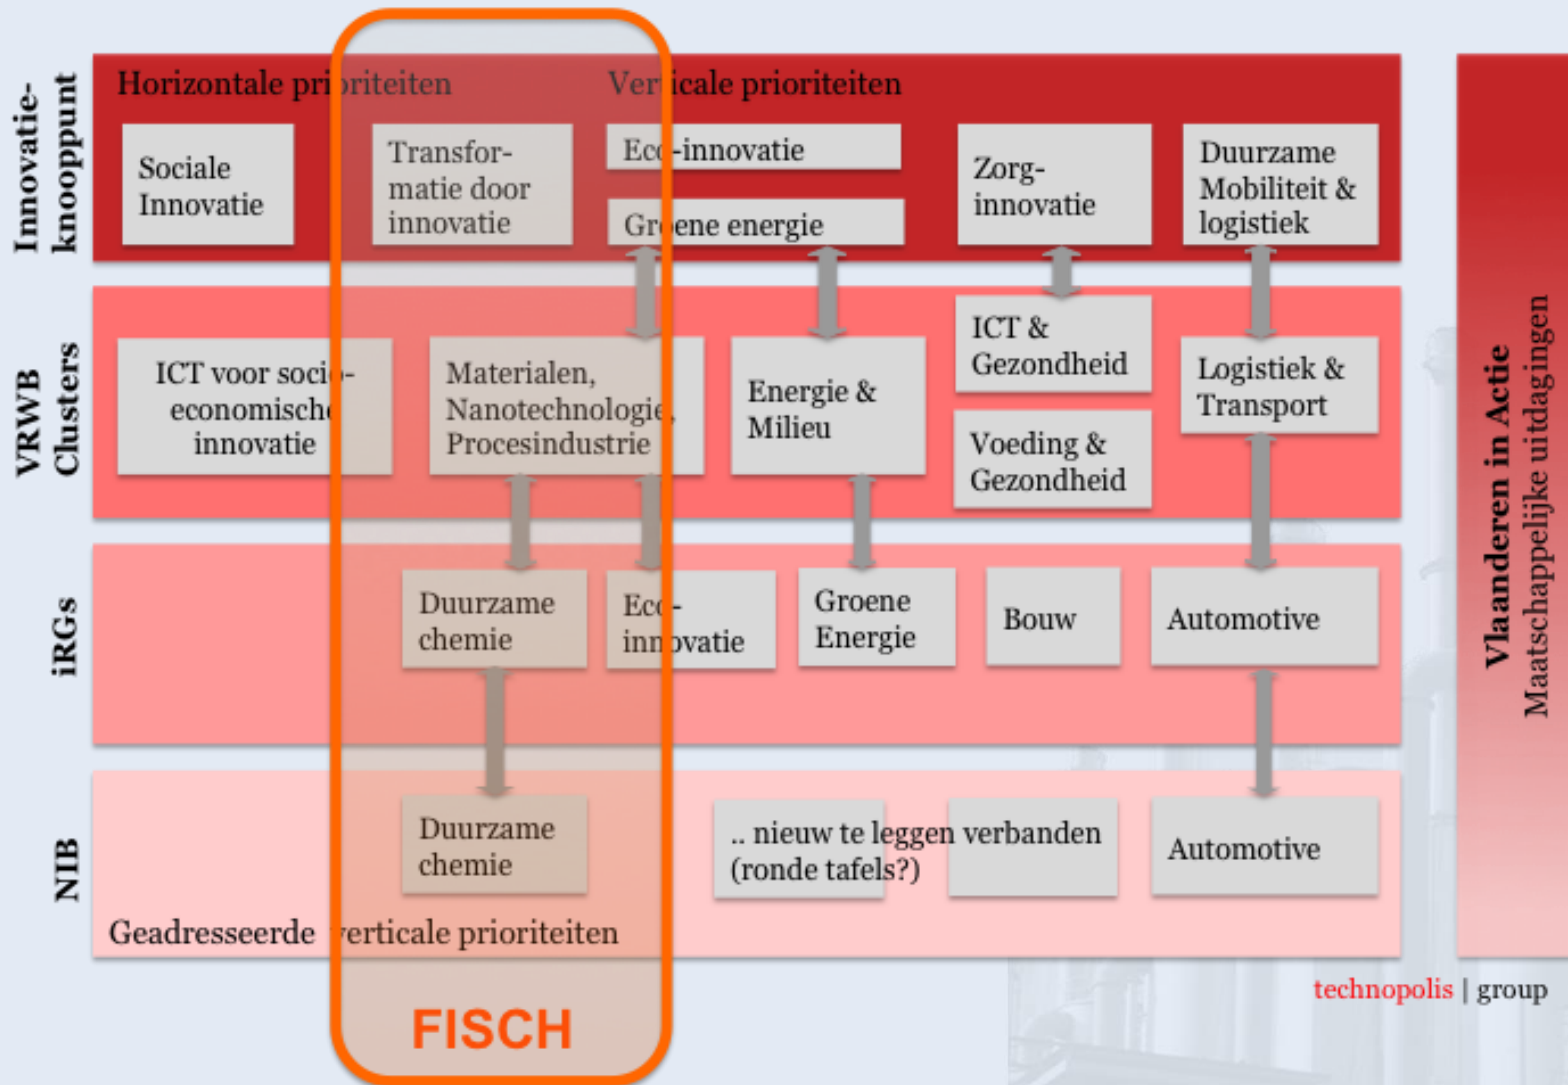 Innovatie-
knooppunt
Horizontale prioriteiten
Verticale prioriteiten
Sociale
Innovatie
Transfor-
matie door
innovatie
Eco-innovatie
Groene energie
Zorg-
innovatie
Duurzame
Mobiliteit &
logistiek
VRWB
Clusters
ICT voor socio-
economische
innovatie
Materialen,
Nanotechnologie,
Procesindustrie
Energie &
Milieu
ICT &
Gezondheid
Voeding &
Gezondheid
Logistiek &
Transport
iRGs
Duurzame
chemie
Eco-
innovatie
Groene
Energie
Bouw
Automotive
NIB
Duurzame
chemie
.. nieuw te leggen verbanden
(ronde tafels?)
Automotive
Geadresseerde verticale prioriteiten
FISCH
Vlaanderen in Actie
Maatschappelijke uitdagingen
technopolis | group